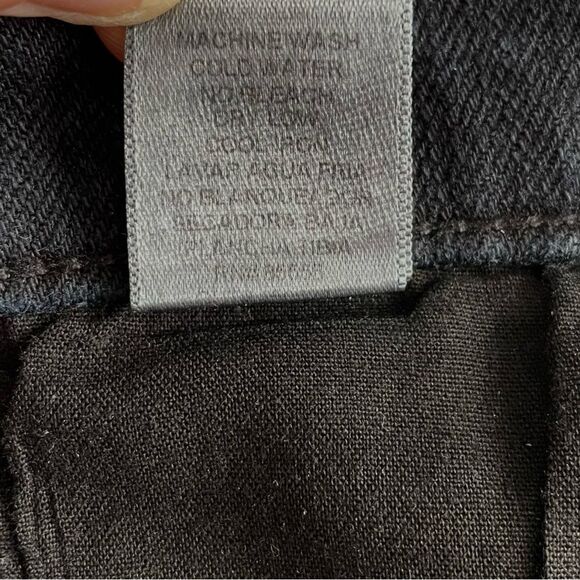 MACHINE WASH
COLD WATER
NO BLEACH
DRY LOW
COOL IRON
LAVAR AGUA FRIA
NO BLANQUEADOR
SECADORA BAJA
PLANCHA TIBIA